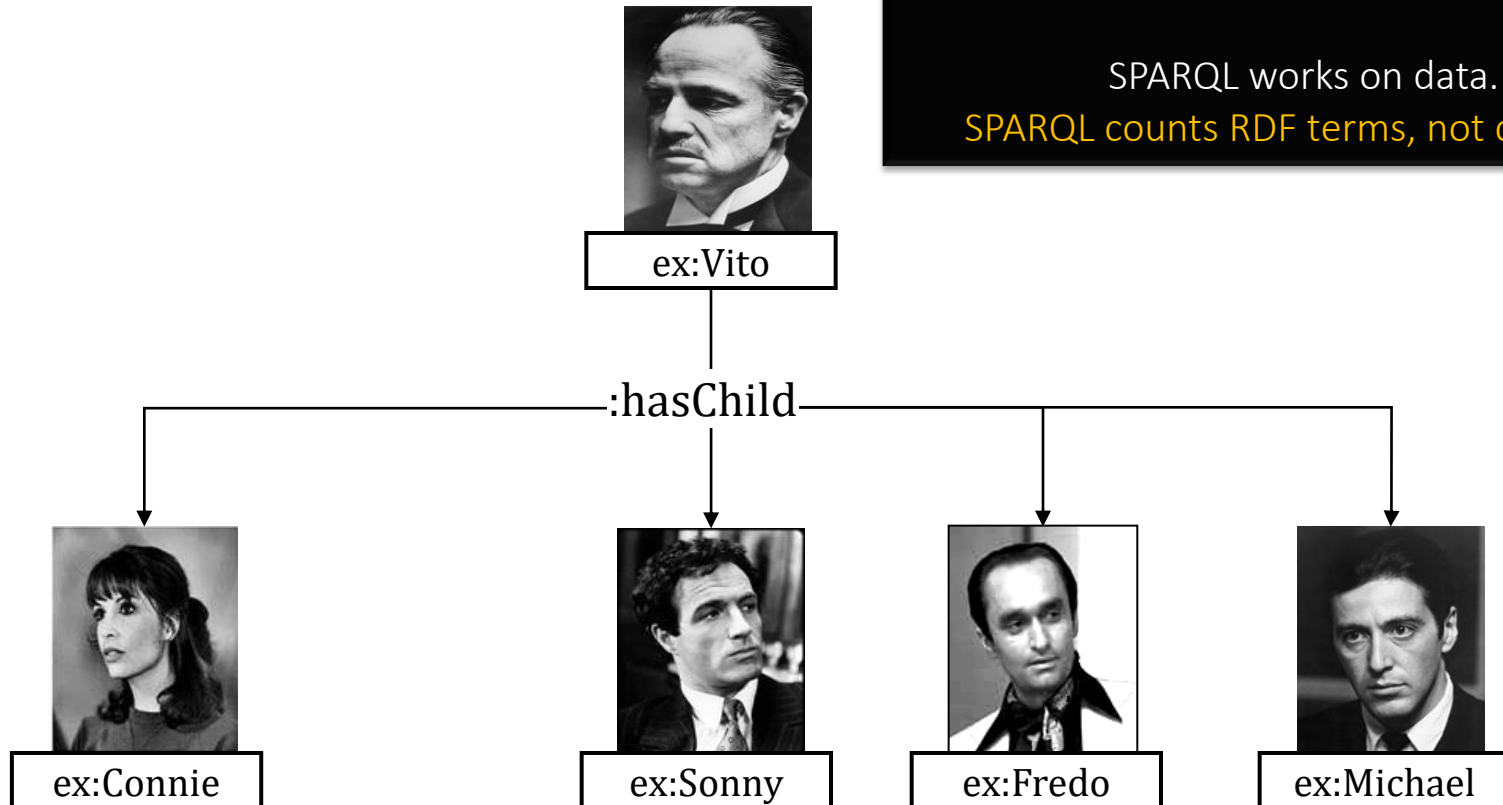 SPARQL works on data.
SPARQL counts RDF terms, not
ex:Vito
:hasChild
ex:Connie
ex:Sonny
ex:Fredo
ex:Michael